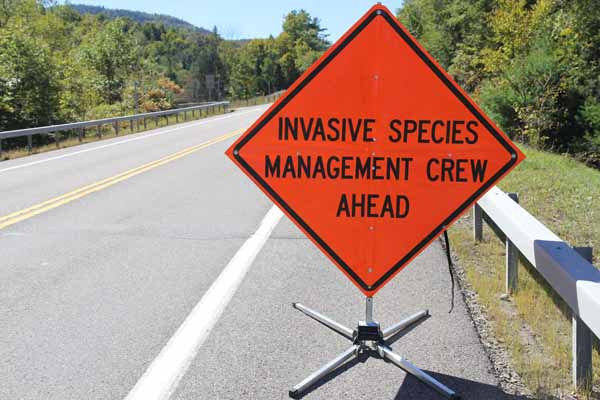 INVASIVE SPECIES
MANAGEMENT CREW
AHEAD